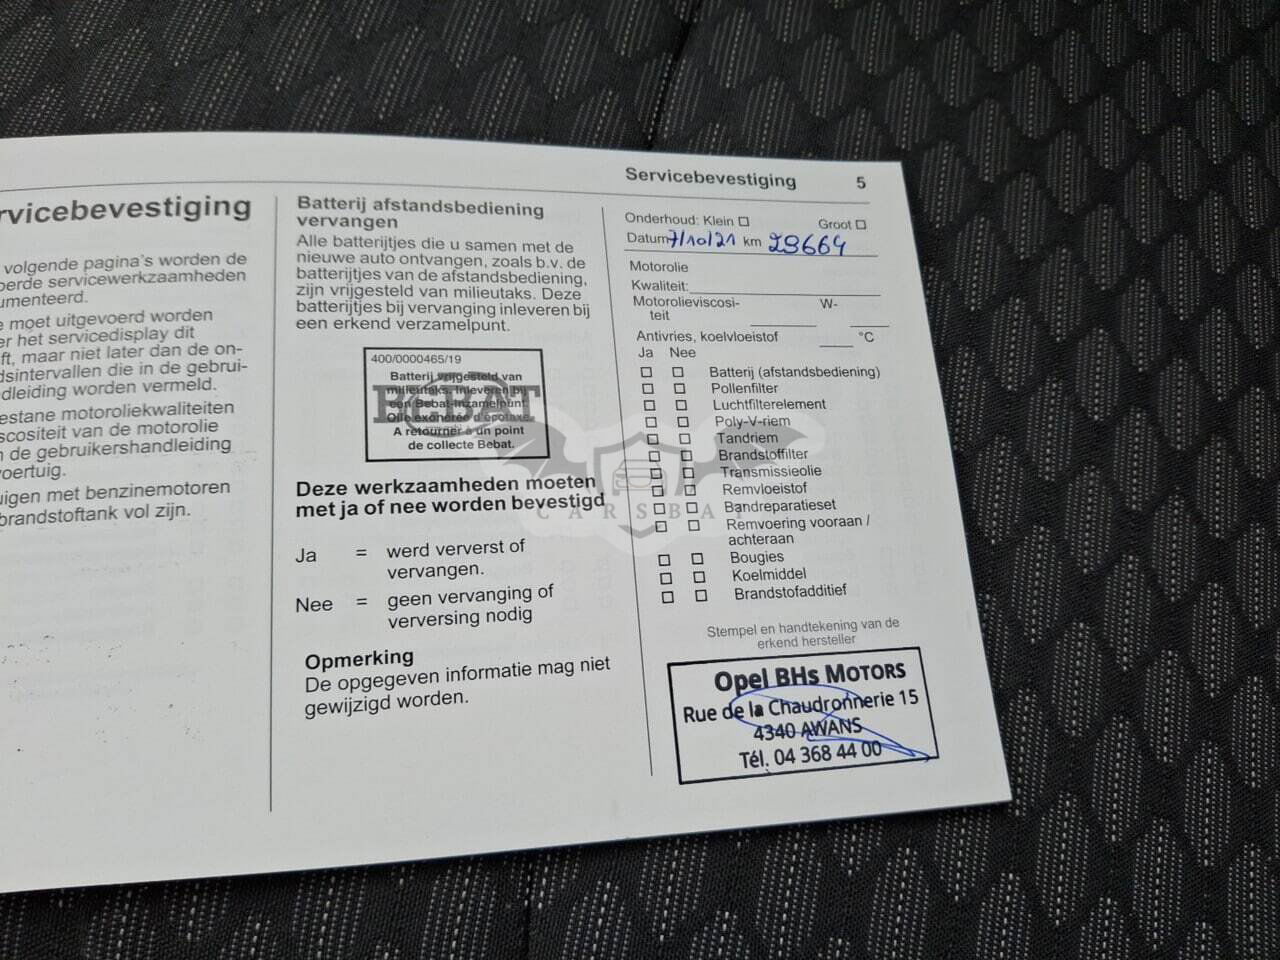 Servicebevestiging 5
rvicebevestiging
volgende pagina's worden de
oerde servicewerkzaamheden
umenteerd.
e moet uitgevoerd worden
er het servicedisplay dit
ft, maar niet later dan de on-
dsintervallen die in de gebrui-
dleiding worden vermeld.
estane motoroliekwaliteiten
scositeit van de motorolie
n de gebruikershandleiding
voertuig.
uigen met benzinemotoren
brandstoftank vol zijn.
Batterij afstandsbediening
vervangen
Alle batterijtjes die u samen met de
nieuwe auto ontvangen, zoals b.v. de
batterijtjes van de afstandsbediening,
zijn vrijgesteld van milieutaks. Deze
batterijtjes bij vervanging inleveren bij
een erkend verzamelpunt.
400/0000465/19
BEBAT
Batterij vrijgesteld van
milieutaks. Inleveren bij
een Bebat-inzamelpunt.
Pile exonérée d'écotaxe.
A retourner à un point
de collecte Bebat.
Deze werkzaamheden moeten
met ja of nee worden bevestigd
Ja = werd ververst of
vervangen.
Nee = geen vervanging of
verversing nodig
Opmerking
De opgegeven informatie mag niet
gewijzigd worden.
Onderhoud: Klein Groot
Datum 7/10/21 km 29664
Motorolie
Kwaliteit:
Motorolieviscosi- W-
teit
Antivries, koelvloeistof °C
Ja Nee
Batterij (afstandsbediening)
Pollenfilter
Luchtfilterelement
Poly-V-riem
Tandriem
Brandstoffilter
Transmissieolie
Remvloeistof
Bandreparatieset
Remvoering vooraan /
achteraan
Bougies
Koelmiddel
Brandstofadditief
Stempel en handtekening van de
erkend hersteller
Opel BHs MOTORS
Rue de la Chaudronnerie 15
4340 AWANS
Tél. 04 368 44 00
CARSBAT